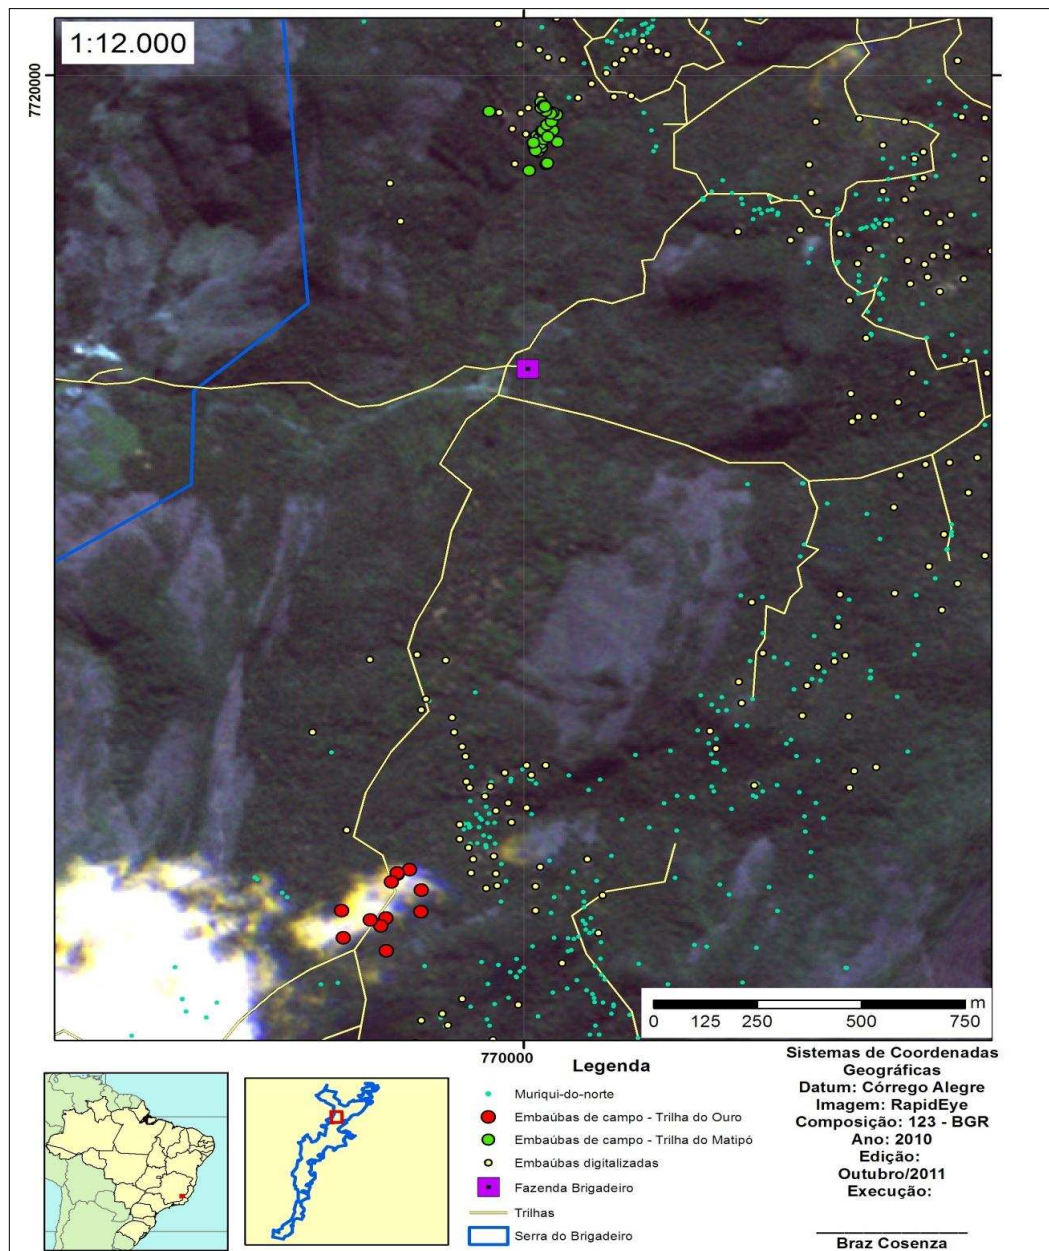 1:12.000
7720000
m
0 125 250 500 750
770000
Legenda
Muriqui-do-norte
Embaúbas de campo - Trilha do Ouro
Embaúbas de campo - Trilha do Matipó
Embaúbas digitalizadas
Fazenda Brigadeiro
Trilhas
Serra do Brigadeiro
Sistemas de Coordenadas
Geográficas
Datum: Córrego Alegre
Imagem: RapidEye
Composição: 123 - BGR
Ano: 2010
Edição:
Outubro/2011
Execução:
Braz Cosenza